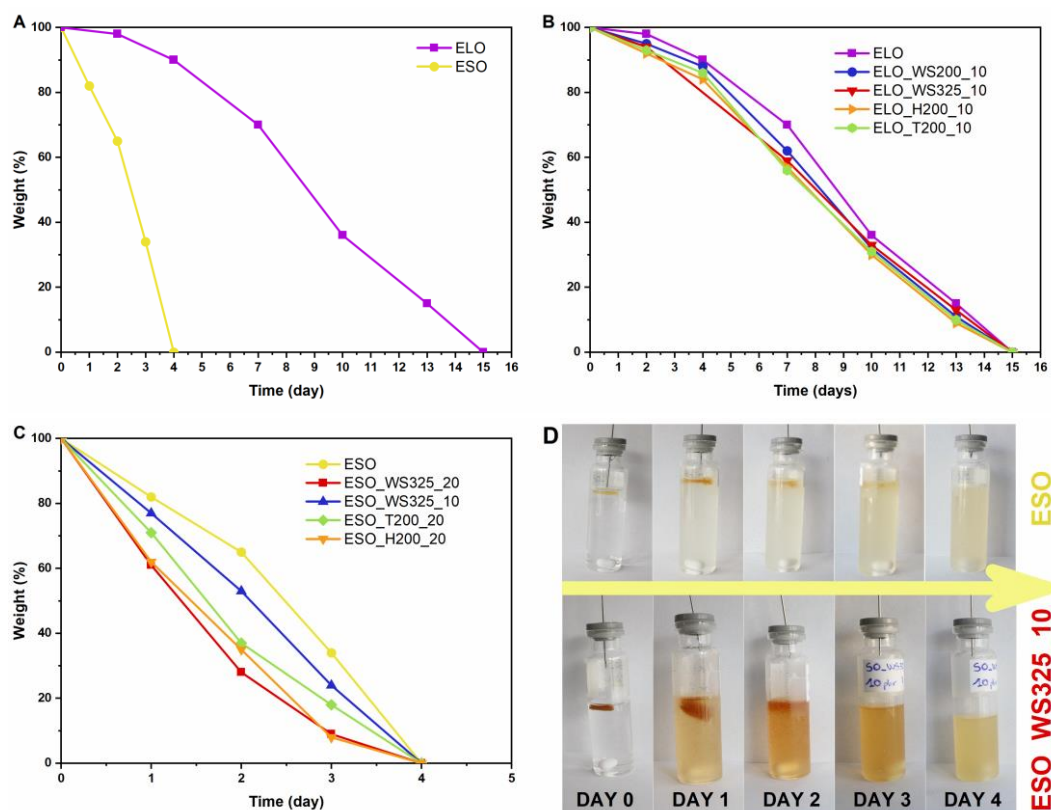 A
100
80
60
40
20
0
Weight (%)
0 1 2 3 4 5 6 7 8 9 10 11 12 13 14 15 16
Time (day)
ELO
ESO
B
100
80
60
40
20
0
Weight (%)
0 1 2 3 4 5 6 7 8 9 10 11 12 13 14 15 16
Time (days)
ELO
ELO_WS200_10
ELO_WS325_10
ELO_H200_10
ELO_T200_10
C
100
80
60
40
20
0
Weight (%)
0 1 2 3 4 5
Time (day)
ESO
ESO_WS325_20
ESO_WS325_10
ESO_T200_20
ESO_H200_20
D
ESO
ESO WS325 10
10 phr
10 phr
DAY 0 DAY 1 DAY 2 DAY 3 DAY 4